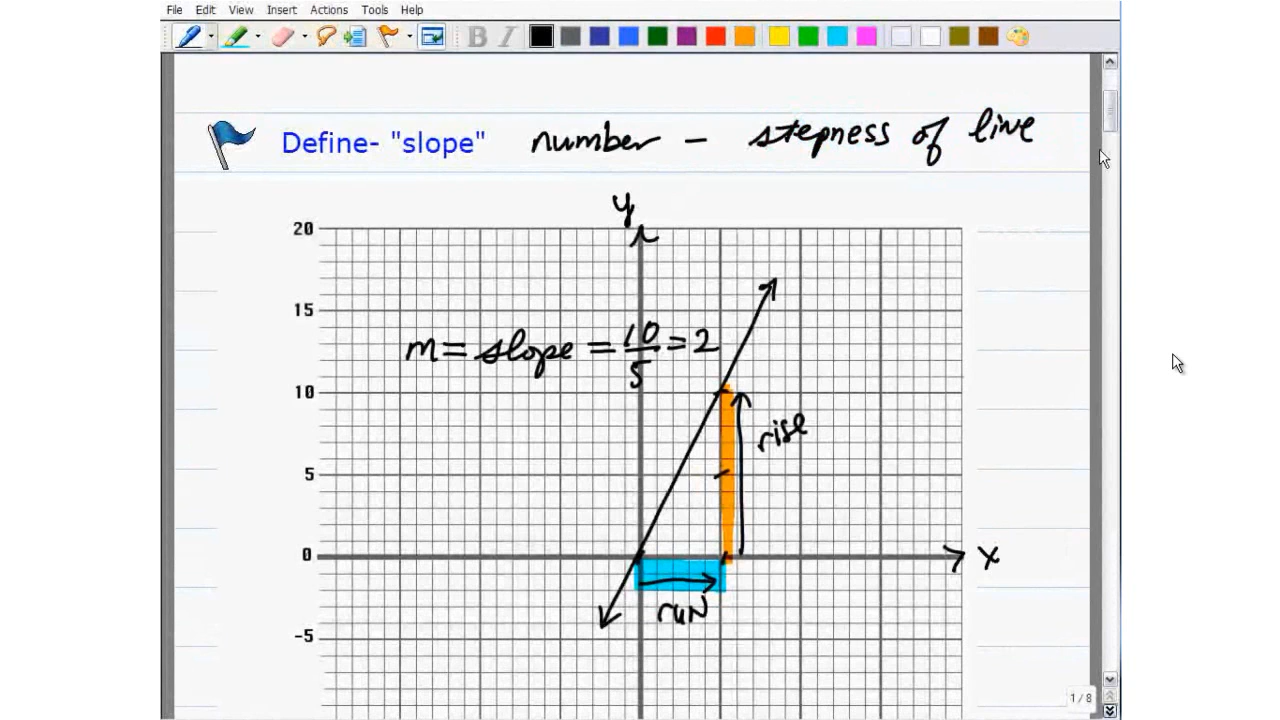 File Edit View Insert Actions Tools Help
B I
Define- "slope" number - stepness of line
y
20
15
m = slope = 10/5 = 2
10
rise
5
0
x
run
-5
1 / 8